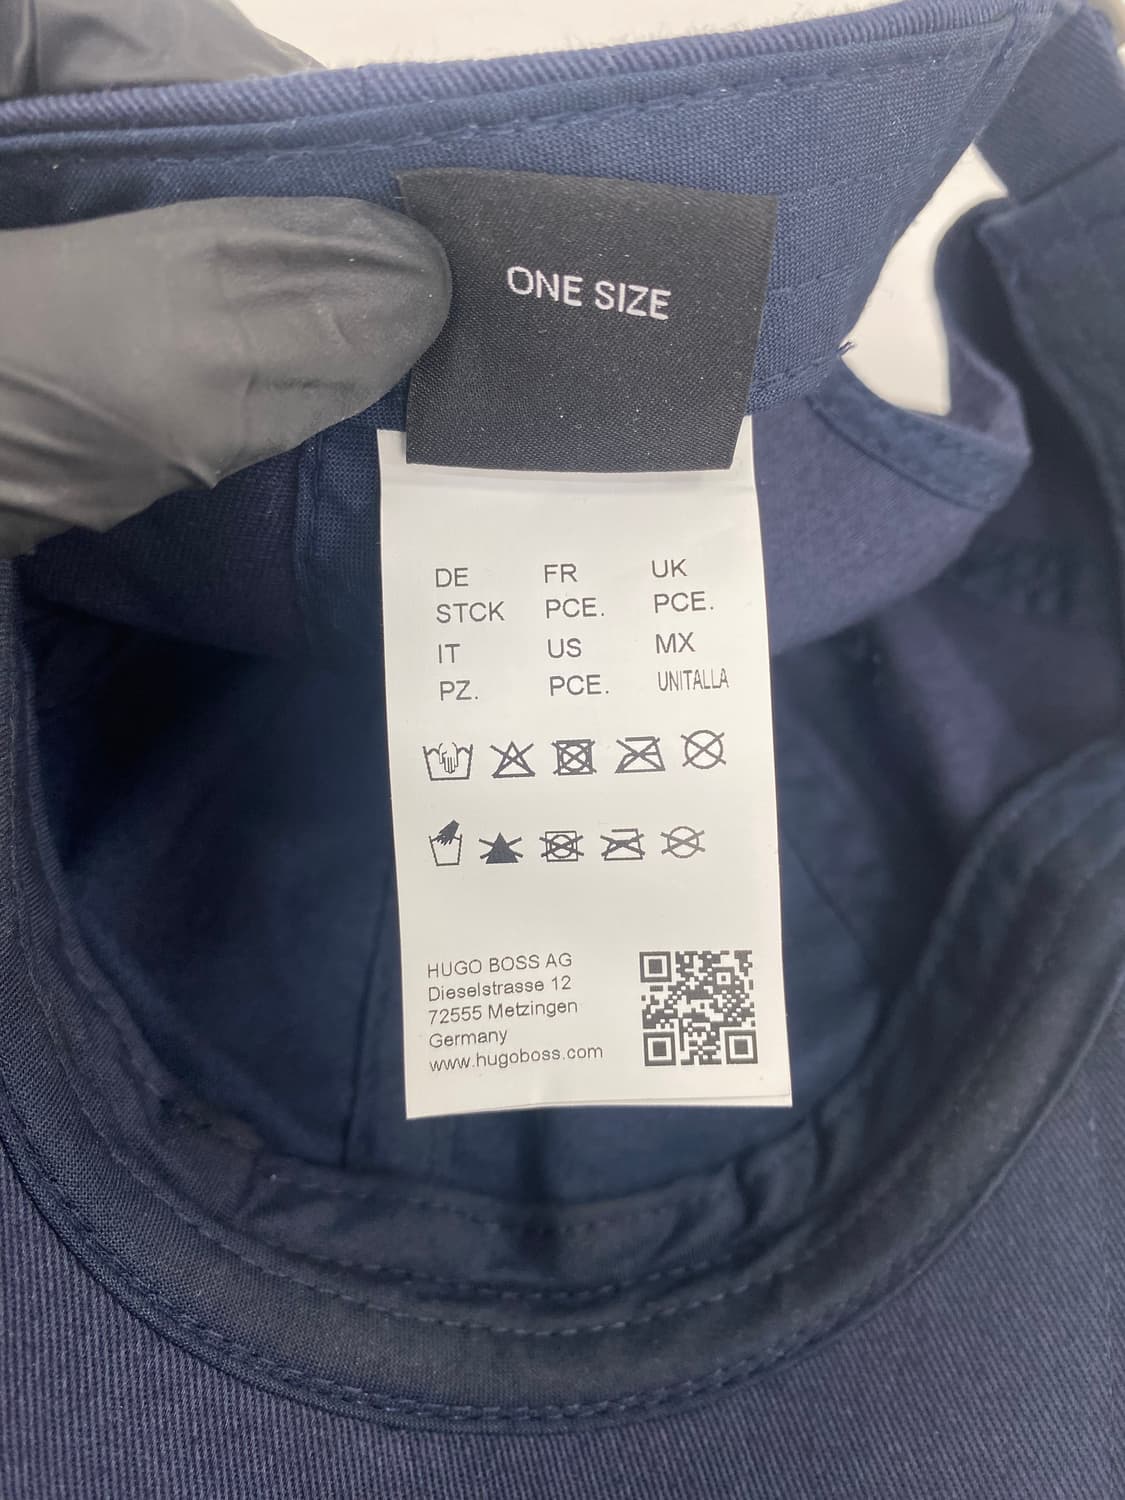 ONE SIZE
DE FR UK
STCK PCE. PCE.
IT US MX
PZ. PCE. UNITALLA
HUGO BOSS AG
Dieselstrasse 12
72555 Metzingen
Germany
www.hugoboss.com